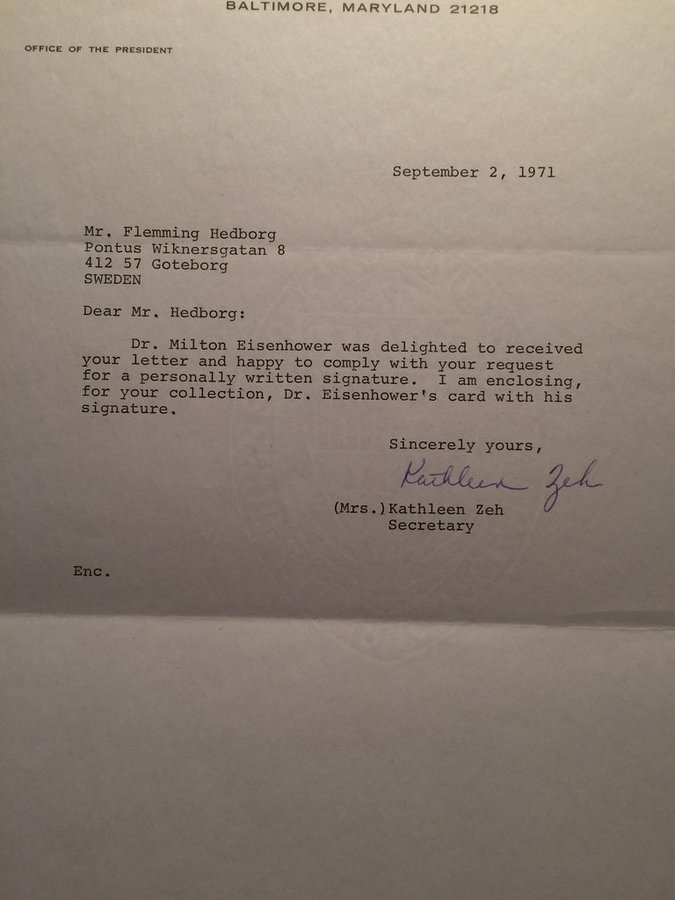 BALTIMORE, MARYLAND 21218
OFFICE OF THE PRESIDENT
September 2, 1971
Mr. Flemming Hedborg
Pontus Wiknersgatan 8
412 57 Goteborg
SWEDEN
Dear Mr. Hedborg:
Dr. Milton Eisenhower was delighted to received
your letter and happy to comply with your request
for a personally written signature. I am enclosing,
for your collection, Dr. Eisenhower's card with his
signature.
Sincerely yours,
Kathleen Zeh
(Mrs.)Kathleen Zeh
Secretary
Enc.